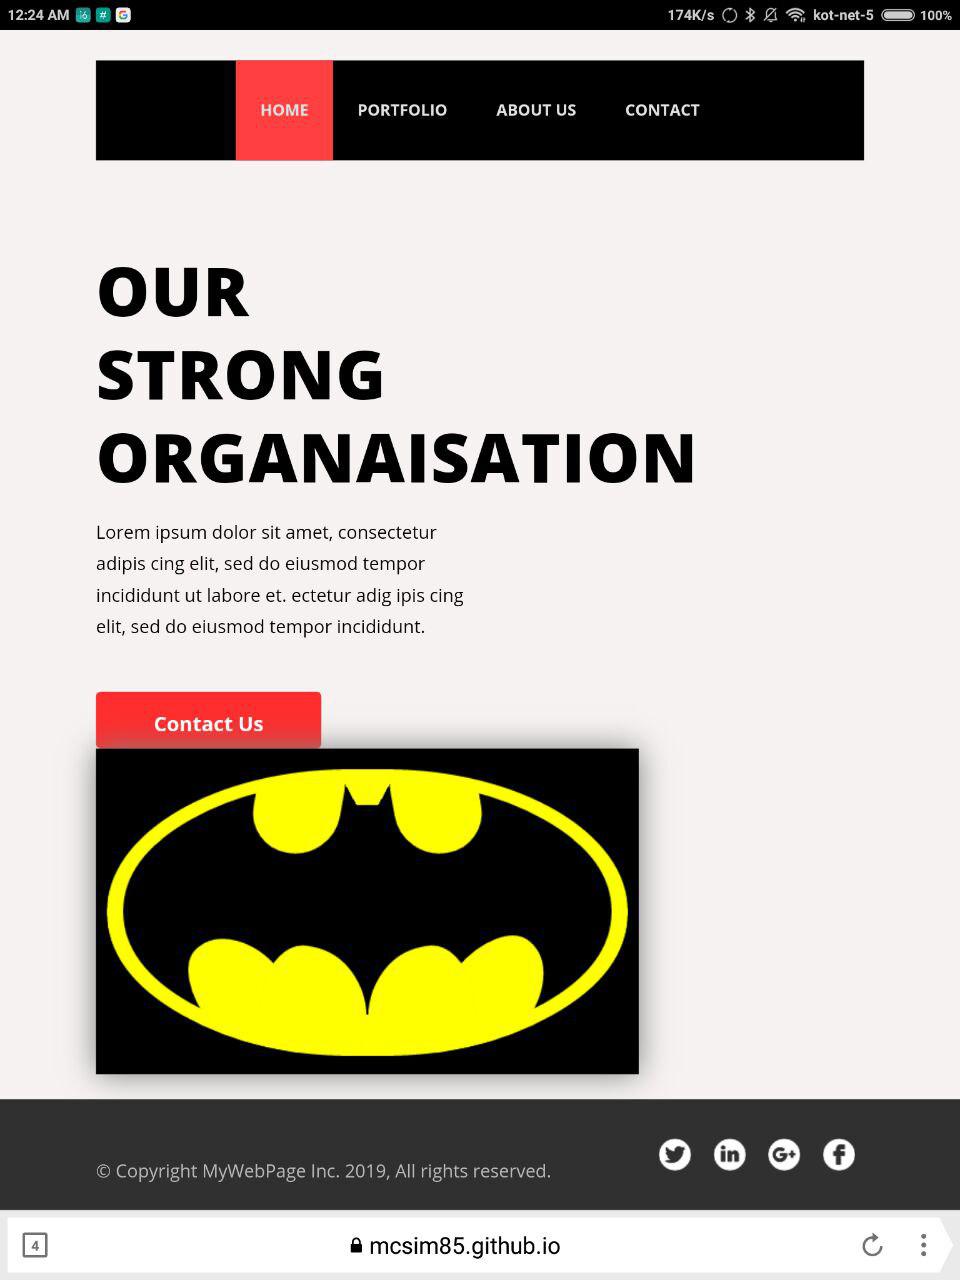 12:24 AM
174K/s kot-net-5 100%
HOME PORTFOLIO ABOUT US CONTACT
OUR
STRONG
ORGANAISATION
Lorem ipsum dolor sit amet, consectetur
adipis cing elit, sed do eiusmod tempor
incididunt ut labore et. ectetur adig ipis cing
elit, sed do eiusmod tempor incididunt.
Contact Us
© Copyright MyWebPage Inc. 2019, All rights reserved.
4 mcsim85.github.io